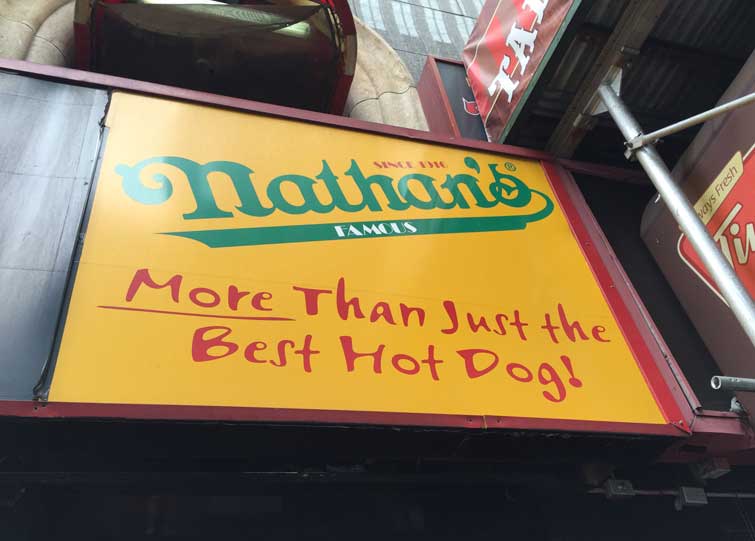 SINCE 1916
Nathan's®
FAMOUS
More Than Just the
Best Hot Dog!